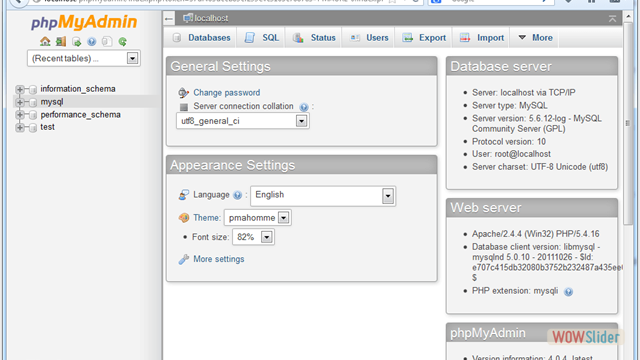 phpMyAdmin
(Recent tables) ...
information_schema
mysql
performance_schema
test
localhost
Databases
SQL
Status
Users
Export
Import
More
General Settings
Change password
Server connection collation
:
utf8_general_ci
Appearance Settings
Language
:
English
Theme:
pmahomme
Font size:
82%
More settings
Database server
Server: localhost via TCP/IP
Server type: MySQL
Server version: 5.6.12-log - MySQL
Community Server (GPL)
Protocol version: 10
User: root@localhost
Server charset: UTF-8 Unicode (utf8)
Web server
Apache/2.4.4 (Win32) PHP/5.4.16
Database client version: libmysql -
mysqlnd 5.0.10 - 20111026 - $Id:
e707c415db32080b3752b232487a435ee
$
PHP extension: mysqli
phpMyAdmin
Version information: 4.0.4, latest
WOWSlider